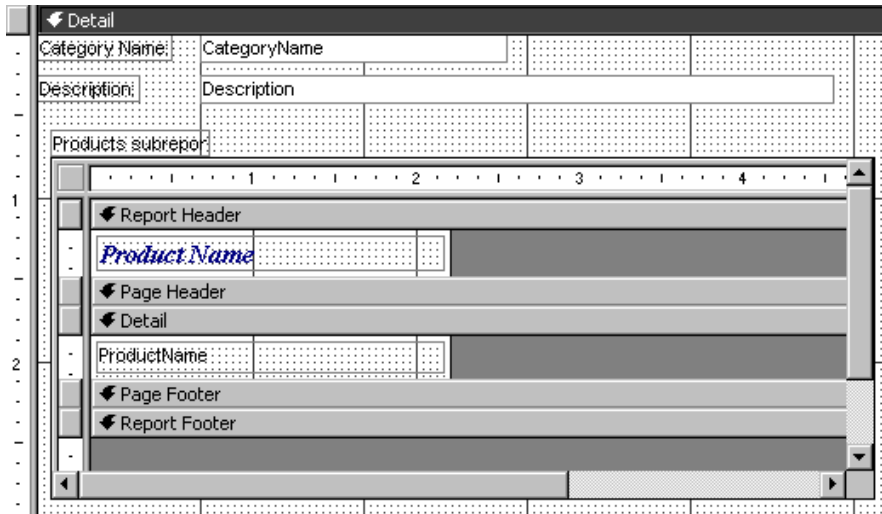 Detail
Category Name: CategoryName
Description: Description
Products subrepor
1 2 3 4
1
Report Header
Product Name
Page Header
Detail
ProductName
2
Page Footer
Report Footer